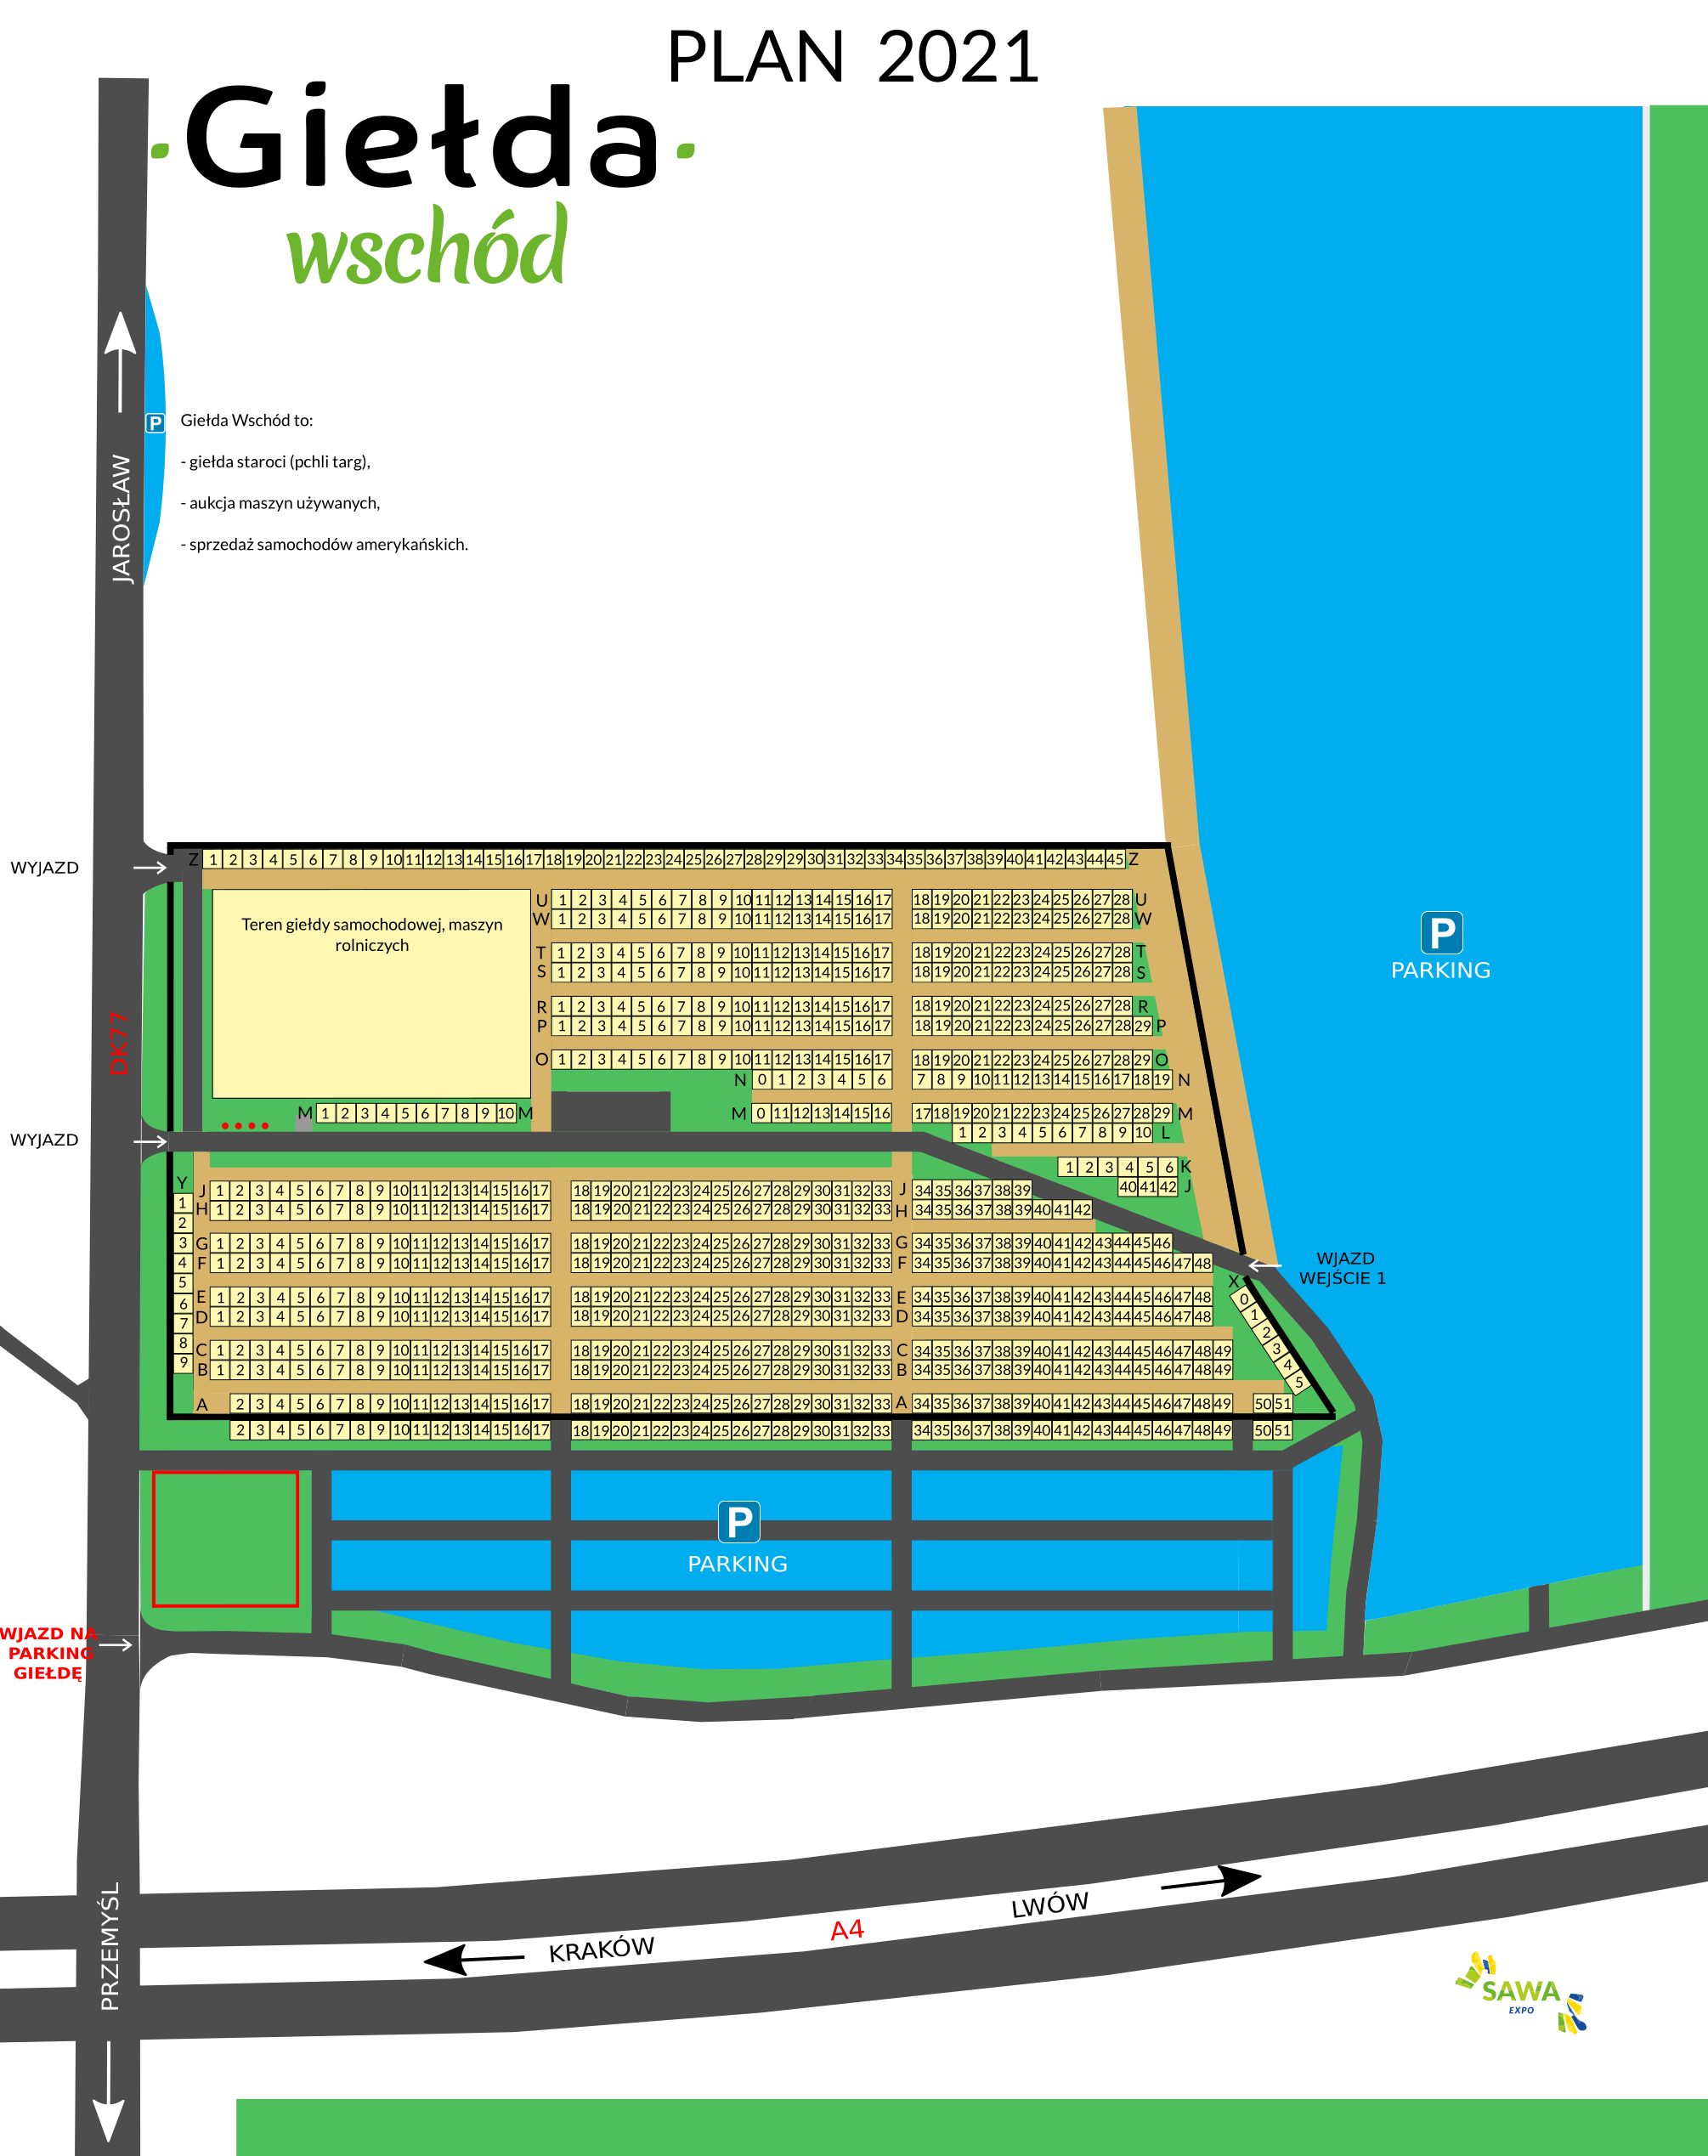 PLAN 2021
Giełda
wschód
P
Giełda Wschód to:
- giełda staroci (pchli targ),
- aukcja maszyn używanych,
- sprzedaż samochodów amerykańskich.
JAROSŁAW
WYJAZD
Z 1 2 3 4 5 6 7 8 9 10 11 12 13 14 15 16 17 18 19 20 21 22 23 24 25 26 27 28 29 29 30 31 32 33 34 35 36 37 38 39 40 41 42 43 44 45 Z
Teren giełdy samochodowej, maszyn
rolniczych
U 1 2 3 4 5 6 7 8 9 10 11 12 13 14 15 16 17 18 19 20 21 22 23 24 25 26 27 28 U
W 1 2 3 4 5 6 7 8 9 10 11 12 13 14 15 16 17 18 19 20 21 22 23 24 25 26 27 28 W
T 1 2 3 4 5 6 7 8 9 10 11 12 13 14 15 16 17 18 19 20 21 22 23 24 25 26 27 28 T
S 1 2 3 4 5 6 7 8 9 10 11 12 13 14 15 16 17 18 19 20 21 22 23 24 25 26 27 28 S
R 1 2 3 4 5 6 7 8 9 10 11 12 13 14 15 16 17 18 19 20 21 22 23 24 25 26 27 28 R
P 1 2 3 4 5 6 7 8 9 10 11 12 13 14 15 16 17 18 19 20 21 22 23 24 25 26 27 28 29 P
O 1 2 3 4 5 6 7 8 9 10 11 12 13 14 15 16 17 18 19 20 21 22 23 24 25 26 27 28 29 O
N 0 1 2 3 4 5 6 7 8 9 10 11 12 13 14 15 16 17 18 19 N
M 1 2 3 4 5 6 7 8 9 10 M M 0 11 12 13 14 15 16 17 18 19 20 21 22 23 24 25 26 27 28 29 M
1 2 3 4 5 6 7 8 9 10 L
P
PARKING
DK77
WYJAZD
1 2 3 4 5 6 K
40 41 42 J
Y
1
2
3
4
5
6
7
8
9
J 1 2 3 4 5 6 7 8 9 10 11 12 13 14 15 16 17 18 19 20 21 22 23 24 25 26 27 28 29 30 31 32 33 J 34 35 36 37 38 39
H 1 2 3 4 5 6 7 8 9 10 11 12 13 14 15 16 17 18 19 20 21 22 23 24 25 26 27 28 29 30 31 32 33 H 34 35 36 37 38 39 40 41 42
G 1 2 3 4 5 6 7 8 9 10 11 12 13 14 15 16 17 18 19 20 21 22 23 24 25 26 27 28 29 30 31 32 33 G 34 35 36 37 38 39 40 41 42 43 44 45 46
F 1 2 3 4 5 6 7 8 9 10 11 12 13 14 15 16 17 18 19 20 21 22 23 24 25 26 27 28 29 30 31 32 33 F 34 35 36 37 38 39 40 41 42 43 44 45 46 47 48
E 1 2 3 4 5 6 7 8 9 10 11 12 13 14 15 16 17 18 19 20 21 22 23 24 25 26 27 28 29 30 31 32 33 E 34 35 36 37 38 39 40 41 42 43 44 45 46 47 48
D 1 2 3 4 5 6 7 8 9 10 11 12 13 14 15 16 17 18 19 20 21 22 23 24 25 26 27 28 29 30 31 32 33 D 34 35 36 37 38 39 40 41 42 43 44 45 46 47 48
C 1 2 3 4 5 6 7 8 9 10 11 12 13 14 15 16 17 18 19 20 21 22 23 24 25 26 27 28 29 30 31 32 33 C 34 35 36 37 38 39 40 41 42 43 44 45 46 47 48 49
B 1 2 3 4 5 6 7 8 9 10 11 12 13 14 15 16 17 18 19 20 21 22 23 24 25 26 27 28 29 30 31 32 33 B 34 35 36 37 38 39 40 41 42 43 44 45 46 47 48 49
A 2 3 4 5 6 7 8 9 10 11 12 13 14 15 16 17 18 19 20 21 22 23 24 25 26 27 28 29 30 31 32 33 A 34 35 36 37 38 39 40 41 42 43 44 45 46 47 48 49 50 51
2 3 4 5 6 7 8 9 10 11 12 13 14 15 16 17 18 19 20 21 22 23 24 25 26 27 28 29 30 31 32 33 34 35 36 37 38 39 40 41 42 43 44 45 46 47 48 49 50 51
WJAZD
WEJŚCIE 1
X
0
1
2
3
4
5
P
PARKING
WJAZD NA
PARKING
GIEŁDĘ
PRZEMYŚL
KRAKÓW
A4
LWÓW
SAWA
EXPO